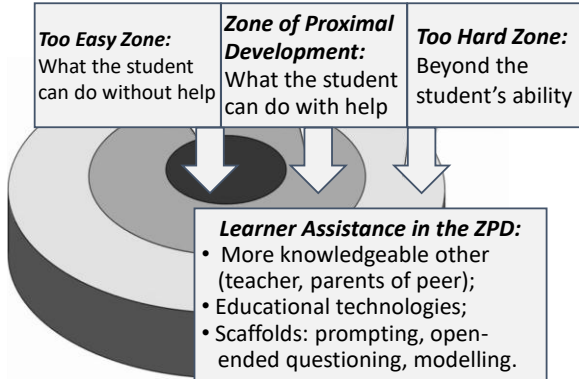 Too Easy Zone:
What the student
can do without help
Zone of Proximal
Development:
What the student
can do with help
Too Hard Zone:
Beyond the
student's ability
Learner Assistance in the ZPD:
• More knowledgeable other
(teacher, parents of peer);
• Educational technologies;
• Scaffolds: prompting, open-
ended questioning, modelling.